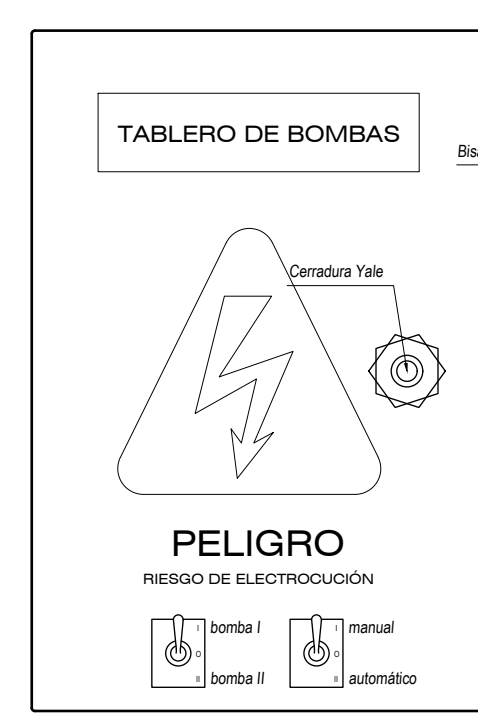 TABLERO DE BOMBAS
Cerradura Yale
PELIGRO
RIESGO DE ELECTROCUCIÓN
I
bomba I
O
II
bomba II
I
manual
O
II
automático